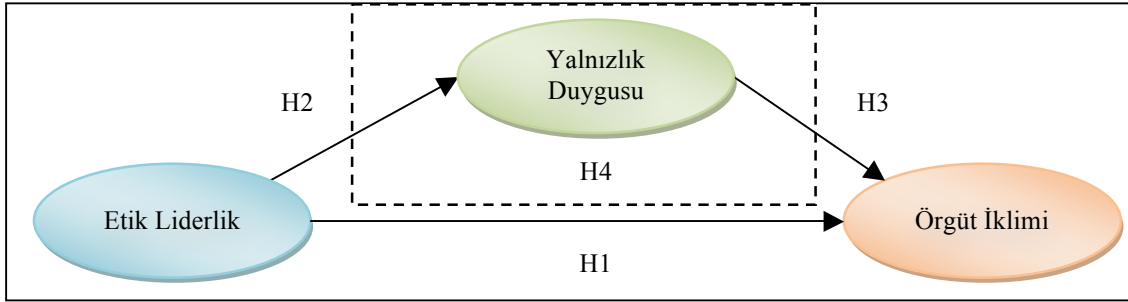 Yalnızlık
Duygusu
H2
H3
H4
Etik Liderlik
Örgüt İklimi
H1